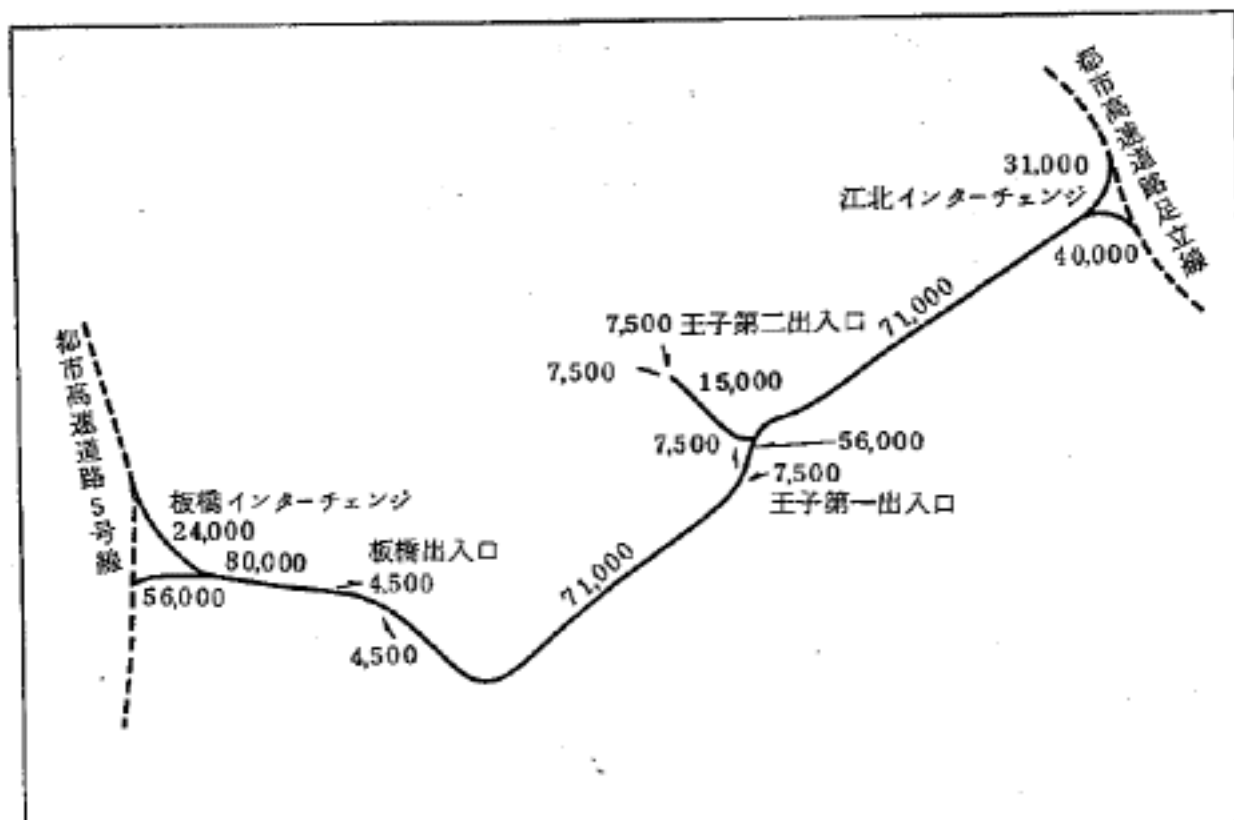 都市高速道路足立線
31,000
江北インターチェンジ
40,000
71,000
7,500 王子第二出入口
7,500
15,000
7,500
56,000
7,500
王子第一出入口
都市高速道路5号線
板橋インターチェンジ
24,000
80,000
板橋出入口
4,500
56,000
4,500
71,000